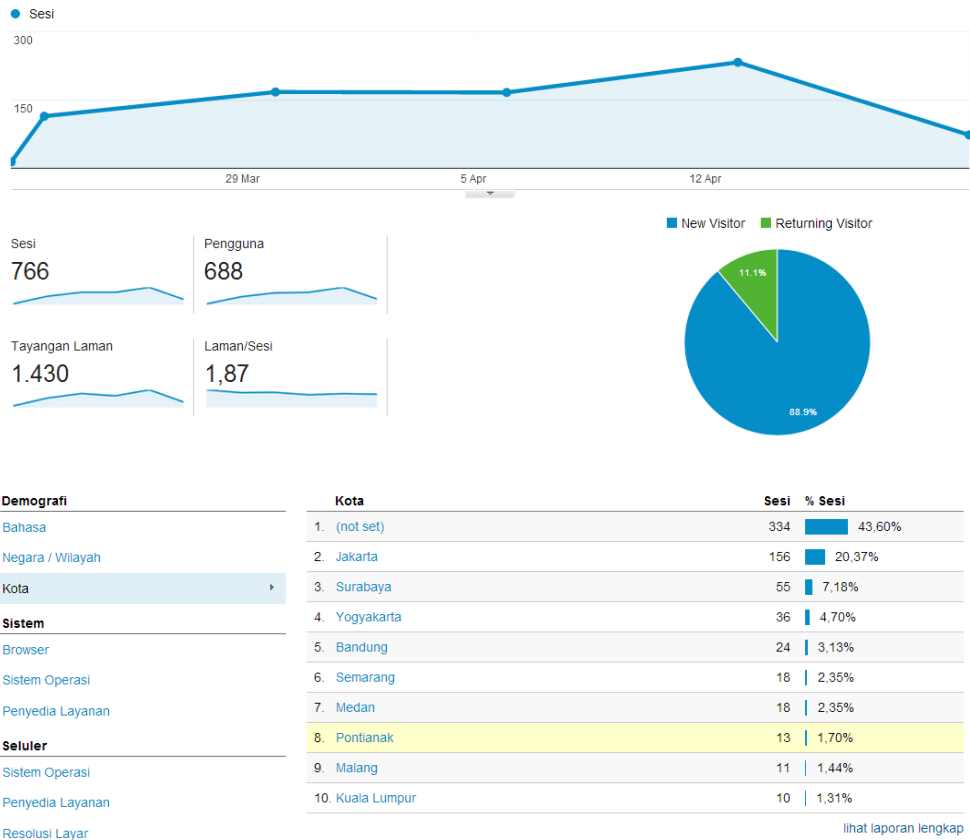 Sesi
300
150
29 Mar 5 Apr 12 Apr
New Visitor Returning Visitor
Sesi
766
Pengguna
688
Tayangan Laman
1.430
Laman/Sesi
1,87
11.1%
88.9%
Demografi
Bahasa
Negara / Wilayah
Kota
Sistem
Browser
Sistem Operasi
Penyedia Layanan
Seluler
Sistem Operasi
Penyedia Layanan
Resolusi Layar
Kota Sesi % Sesi
1. (not set) 334 43,60%
2. Jakarta 156 20,37%
3. Surabaya 55 7,18%
4. Yogyakarta 36 4,70%
5. Bandung 24 3,13%
6. Semarang 18 2,35%
7. Medan 18 2,35%
8. Pontianak 13 1,70%
9. Malang 11 1,44%
10. Kuala Lumpur 10 1,31%
lihat laporan lengkap